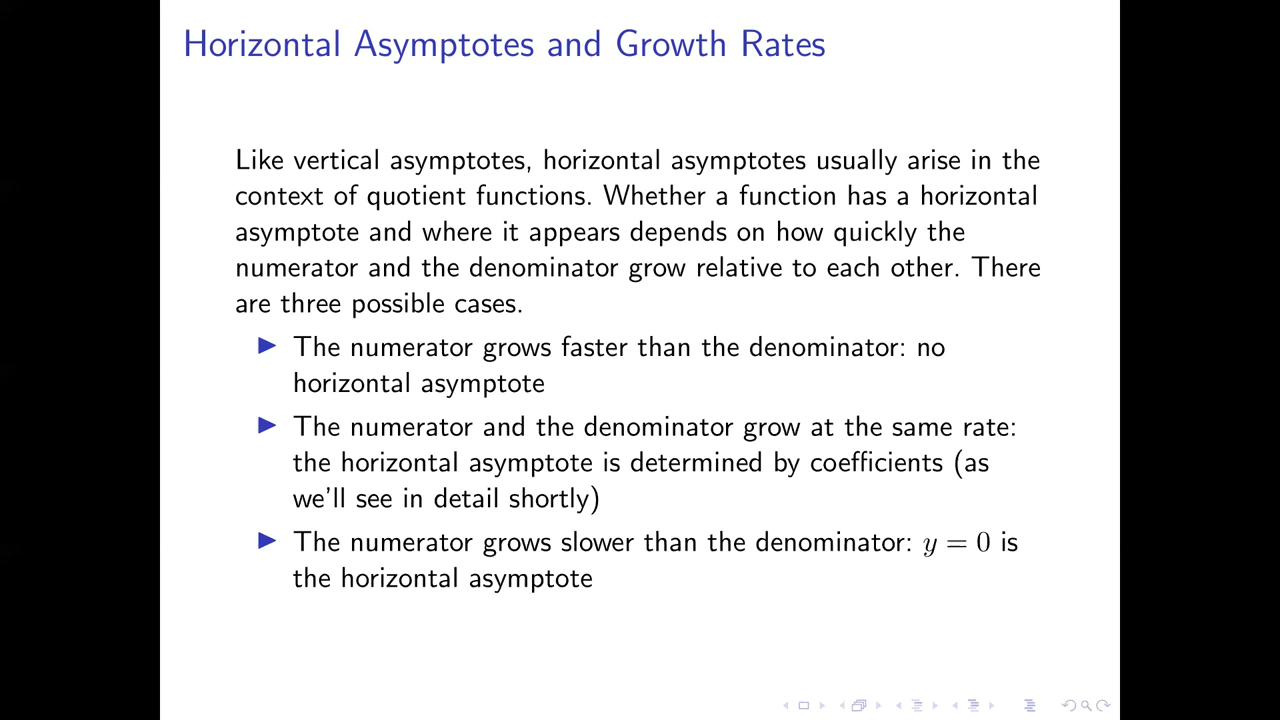 Horizontal Asymptotes and Growth Rates
Like vertical asymptotes, horizontal asymptotes usually arise in the
context of quotient functions. Whether a function has a horizontal
asymptote and where it appears depends on how quickly the
numerator and the denominator grow relative to each other. There
are three possible cases.
▶ The numerator grows faster than the denominator: no
horizontal asymptote
▶ The numerator and the denominator grow at the same rate:
the horizontal asymptote is determined by coefficients (as
we'll see in detail shortly)
▶ The numerator grows slower than the denominator: y = 0 is
the horizontal asymptote